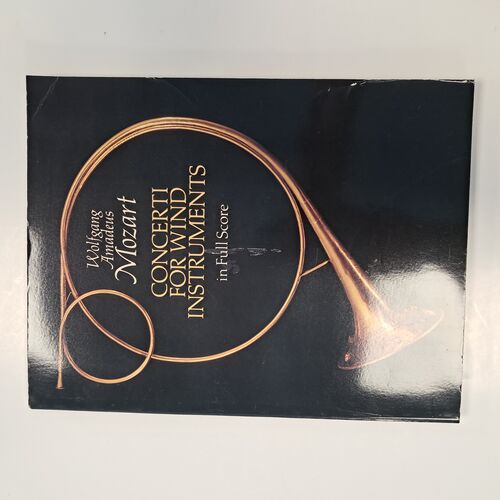 Wolfgang
Amadeus
Mozart
CONCERTI
FOR WIND
INSTRUMENTS
in Full Score